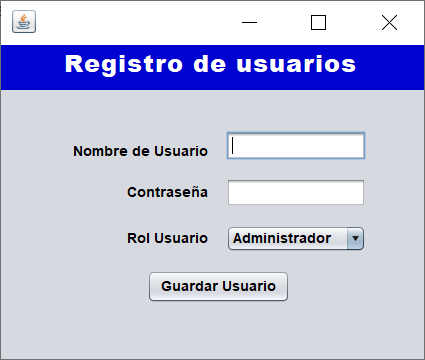 Registro de usuarios
Nombre de Usuario
Contraseña
Rol Usuario Administrador
Guardar Usuario